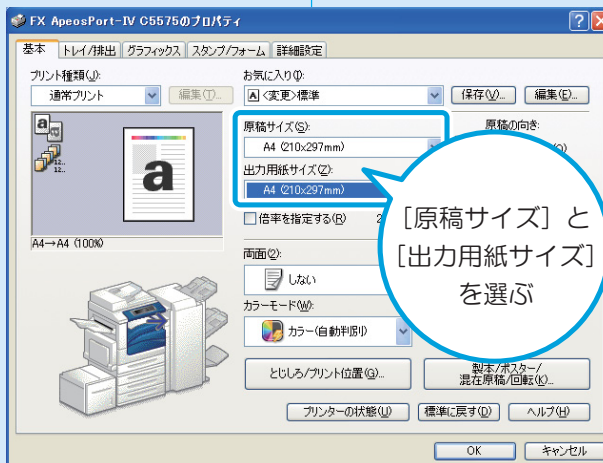 FX ApeosPort-IV C5575のプロパティ
基本 トレイ/排出 グラフィックス スタンプ/フォーム 詳細設定
プリント種類(J):
通常プリント 編集(T)...
お気に入り(I):
A <変更>標準 保存(V)... 編集(E)...
原稿サイズ(S):
A4 (210x297mm)
原稿の向き:
出力用紙サイズ(Z):
A4 (210x297mm)
倍率を指定する(R)
a
12..
12..
a
A4→A4 (100%)
[原稿サイズ] と
[出力用紙サイズ]
を選ぶ
両面(2):
しない
カラーモード(W):
カラー(自動判別)
とじしろ/プリント位置(G)...
製本/ポスター/
混在原稿/回転(K)...
プリンターの状態(U) 標準に戻す(D) ヘルプ(H)
OK キャンセル